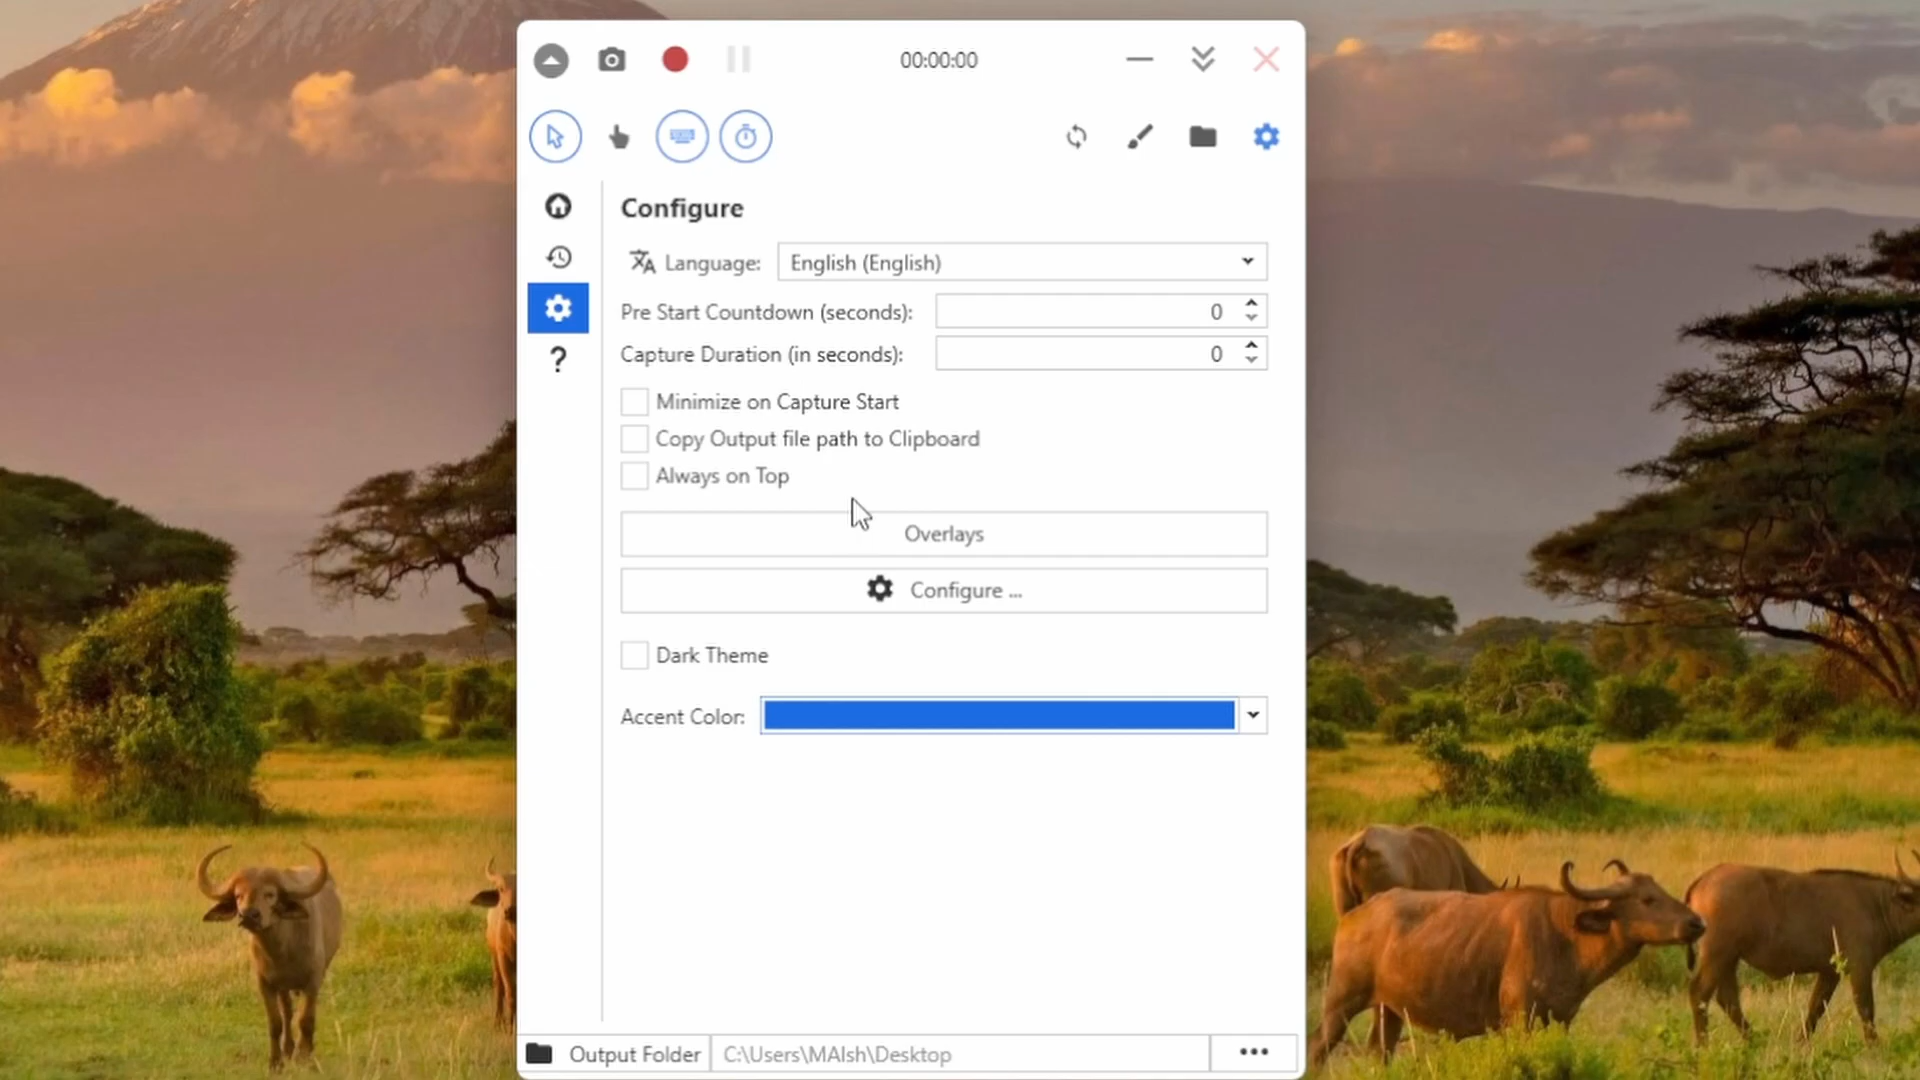 00:00:00
Configure
Language: English (English)
Pre Start Countdown (seconds): 0
Capture Duration (in seconds): 0
Minimize on Capture Start
Copy Output file path to Clipboard
Always on Top
Overlays
Configure ...
Dark Theme
Accent Color:
Output Folder C:\Users\MAlsh\Desktop